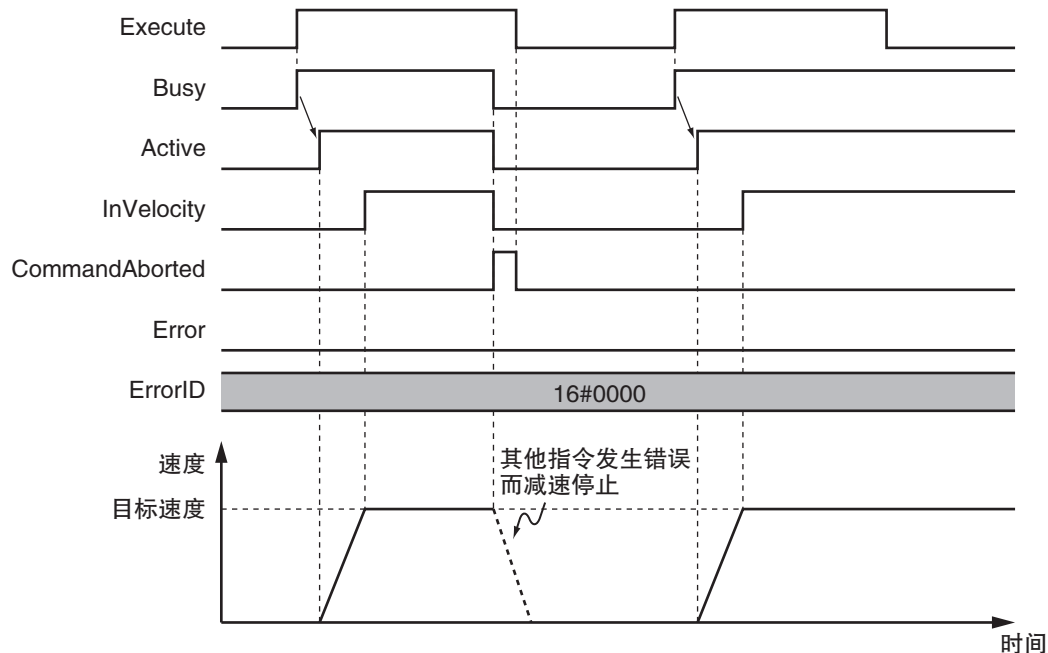 Execute
Busy
Active
InVelocity
CommandAborted
Error
ErrorID
16#0000
速度
其他指令发生错误
而减速停止
目标速度
时间